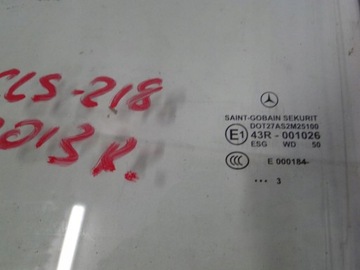 CLS-218
2013 R.
SAINT-GOBAIN SEKURIT
DOT27AS2M25100
E1 43R - 001026
ESG WD 50
CCC E 000184
... 3